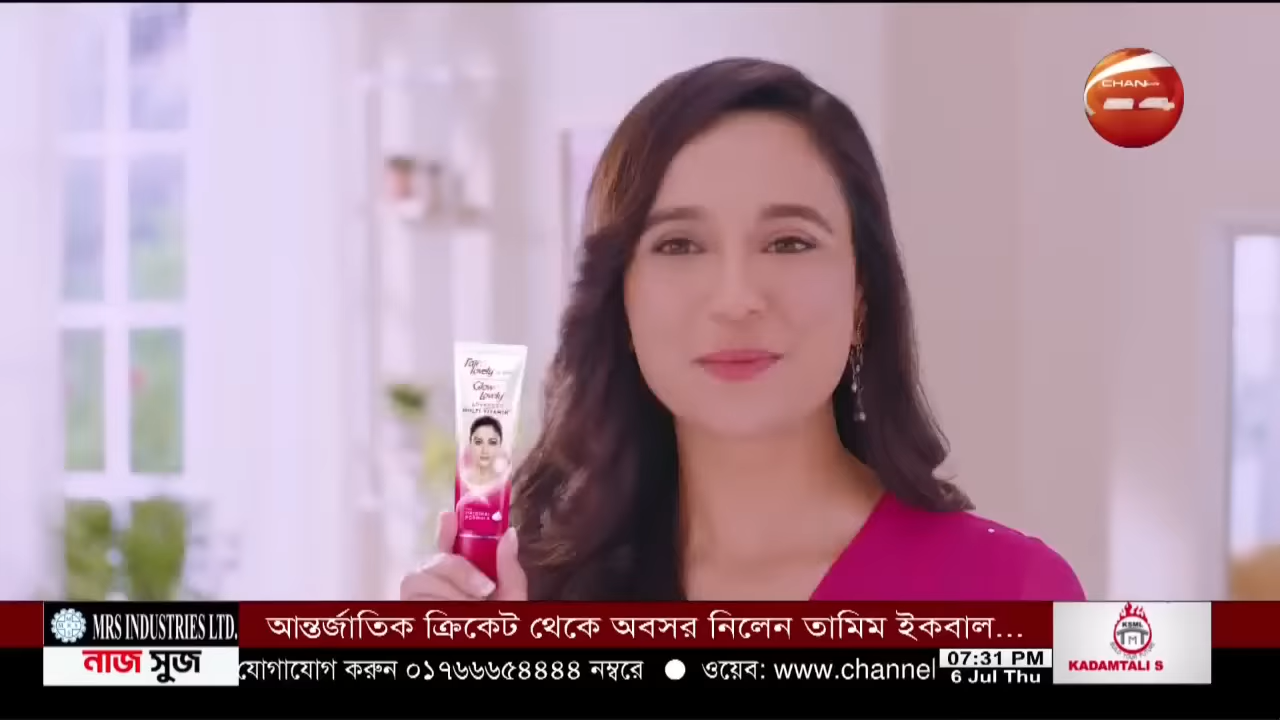 CHAN
24
Fair
Lovely
Glow
Lovely
MULTI VITAMIN
MRS INDUSTRIES LTD.
নাজ সুজ
আন্তর্জাতিক ক্রিকেট থেকে অবসর নিলেন তামিম ইকবাল...
যোগাযোগ করুন ০১৭৬৬৬৫৪৪৪৪ নম্বরে ● ওয়েব: www.channel
07:31 PM
6 Jul Thu
KSML
KADAMTALI S